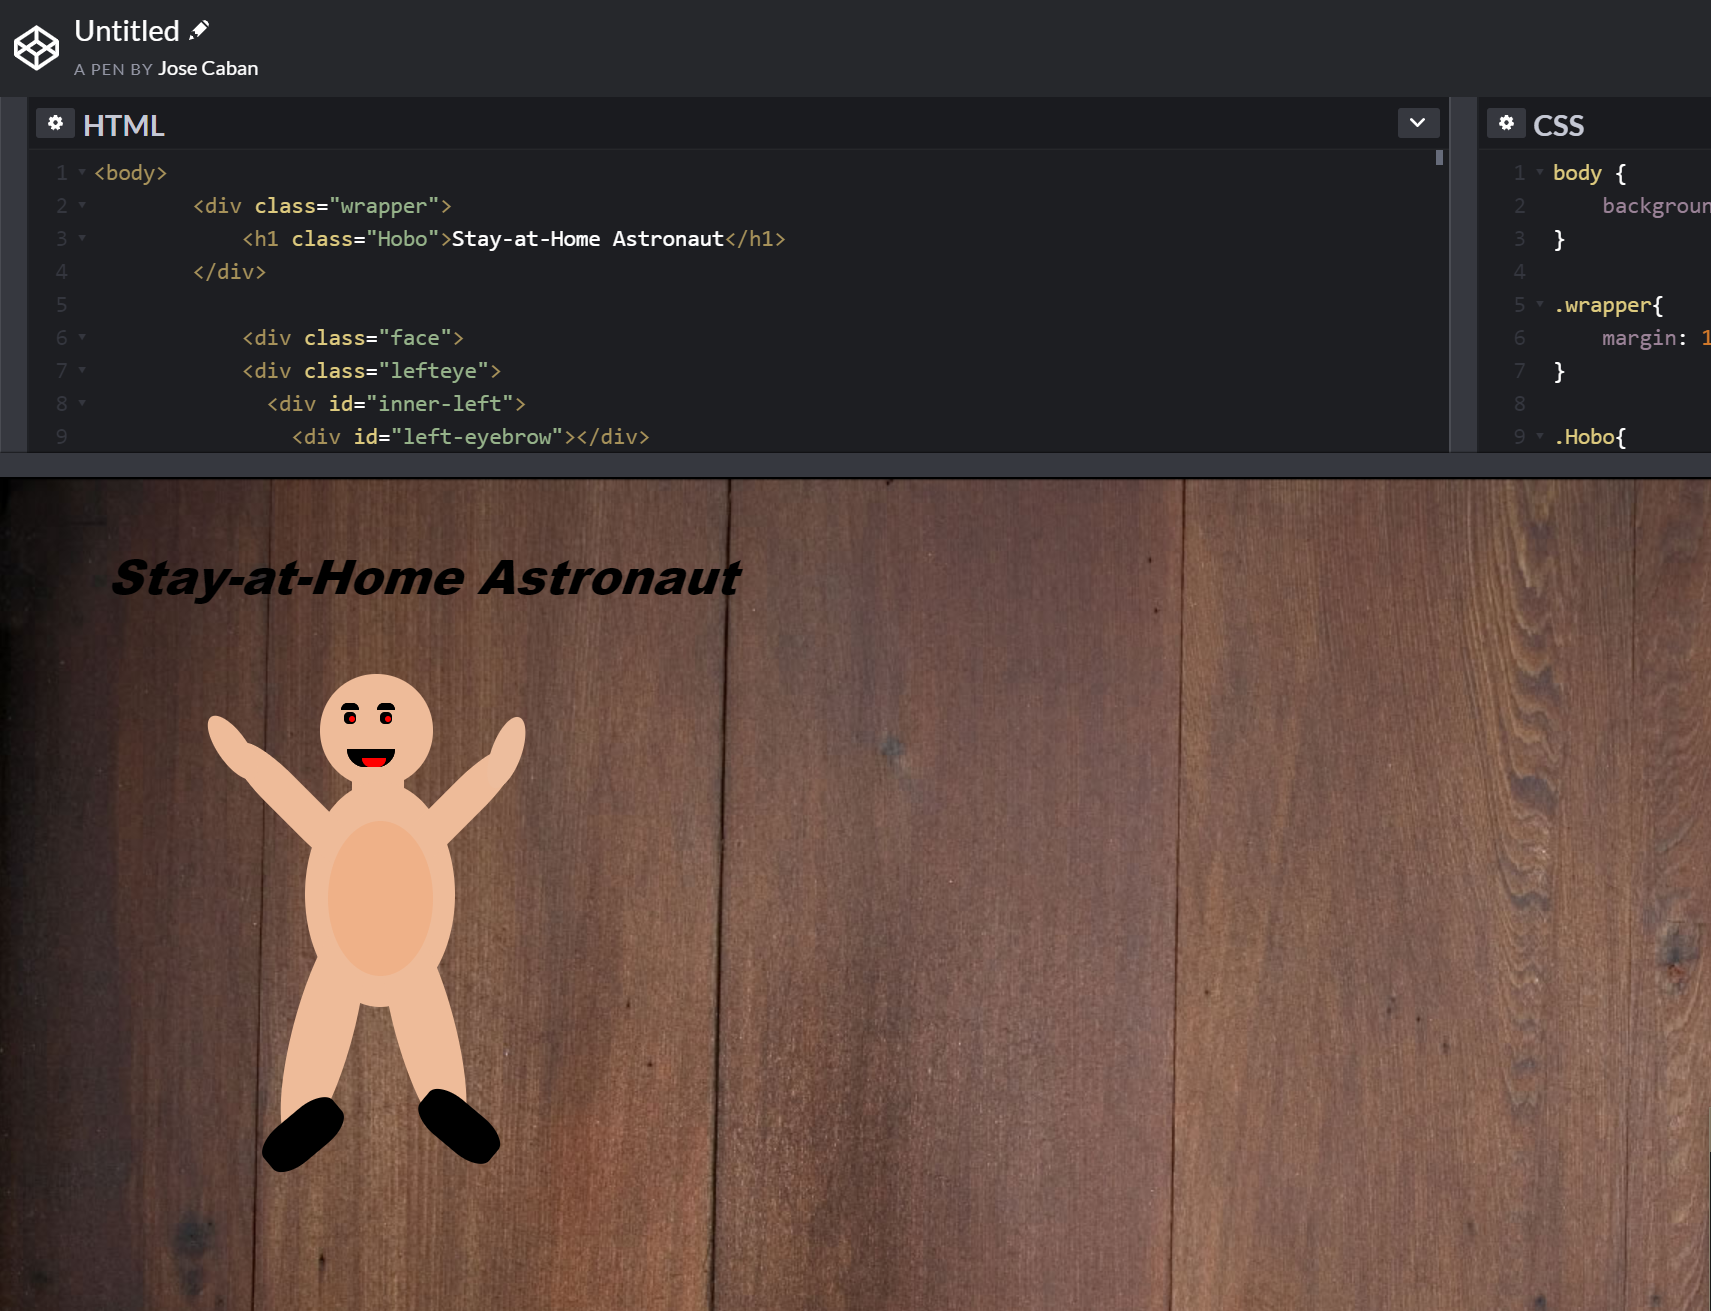 Untitled
A PEN BY Jose Caban
HTML
1 <body>
2 <div class="wrapper">
3 <h1 class="Hobo">Stay-at-Home Astronaut</h1>
4 </div>
5
6 <div class="face">
7 <div class="lefteye">
8 <div id="inner-left">
9 <div id="left-eyebrow"></div>
CSS
1 body {
2 backgroun
3 }
4
5 .wrapper{
6 margin: 1
7 }
8
9 .Hobo{
Stay-at-Home Astronaut